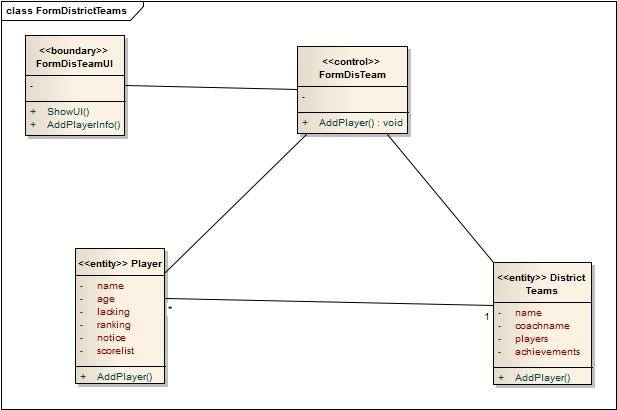 class FormDistrictTeams
<<boundary>>
FormDisTeamUI
-
+ ShowUI()
+ AddPlayerInfo()
<<control>>
FormDisTeam
-
+ AddPlayer() : void
<<entity>> Player
- name
- age
- lacking
- ranking
- notice
- scorelist
+ AddPlayer()
*
1
<<entity>> District
Teams
- name
- coachname
- players
- achievements
+ AddPlayer()